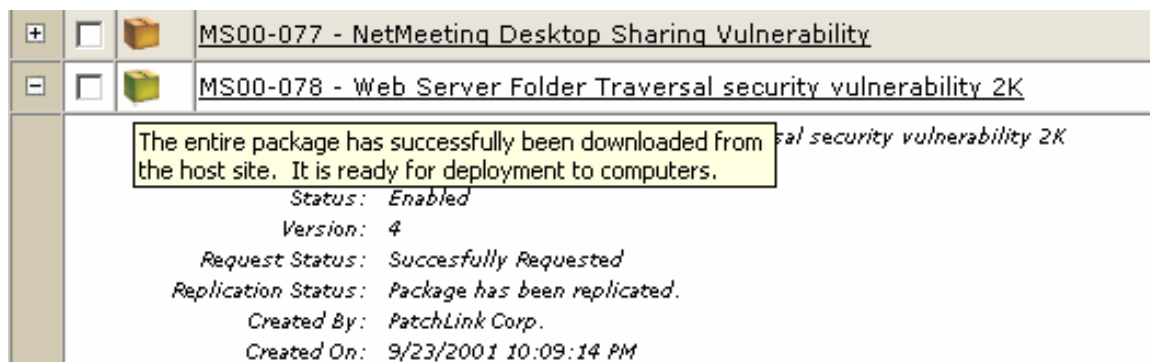 MS00-077 - NetMeeting Desktop Sharing Vulnerability
MS00-078 - Web Server Folder Traversal security vulnerability 2K
sal security vulnerability 2K
The entire package has successfully been downloaded from
the host site. It is ready for deployment to computers.
Status: Enabled
Version: 4
Request Status: Succesfully Requested
Replication Status: Package has been replicated.
Created By: PatchLink Corp.
Created On: 9/23/2001 10:09:14 PM